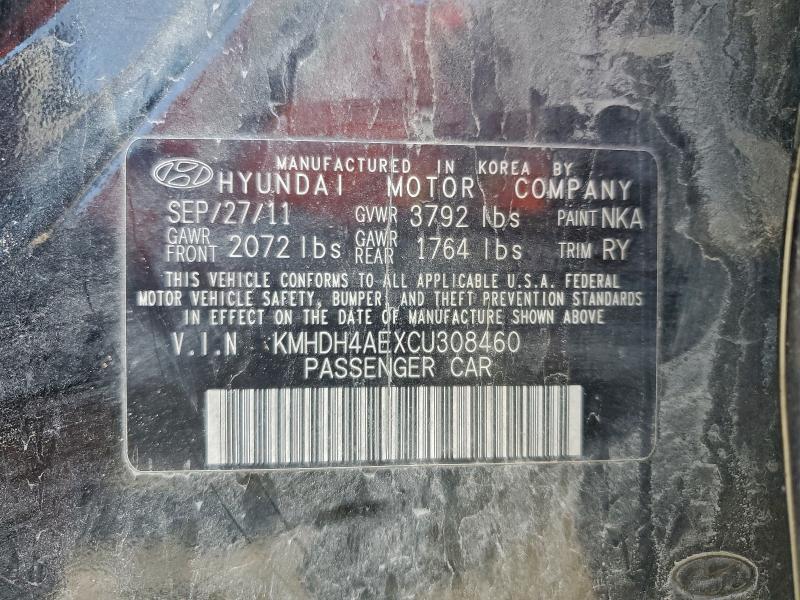 MANUFACTURED IN KOREA BY
HYUNDAI MOTOR COMPANY
SEP/27/11 GVWR 3792 lbs PAINT NKA
GAWR FRONT 2072 lbs GAWR REAR 1764 lbs TRIM RY
THIS VEHICLE CONFORMS TO ALL APPLICABLE U.S.A. FEDERAL
MOTOR VEHICLE SAFETY, BUMPER, AND THEFT PREVENTION STANDARDS
IN EFFECT ON THE DATE OF MANUFACTURE SHOWN ABOVE
V.I.N KMHDH4AEXCU308460
PASSENGER CAR